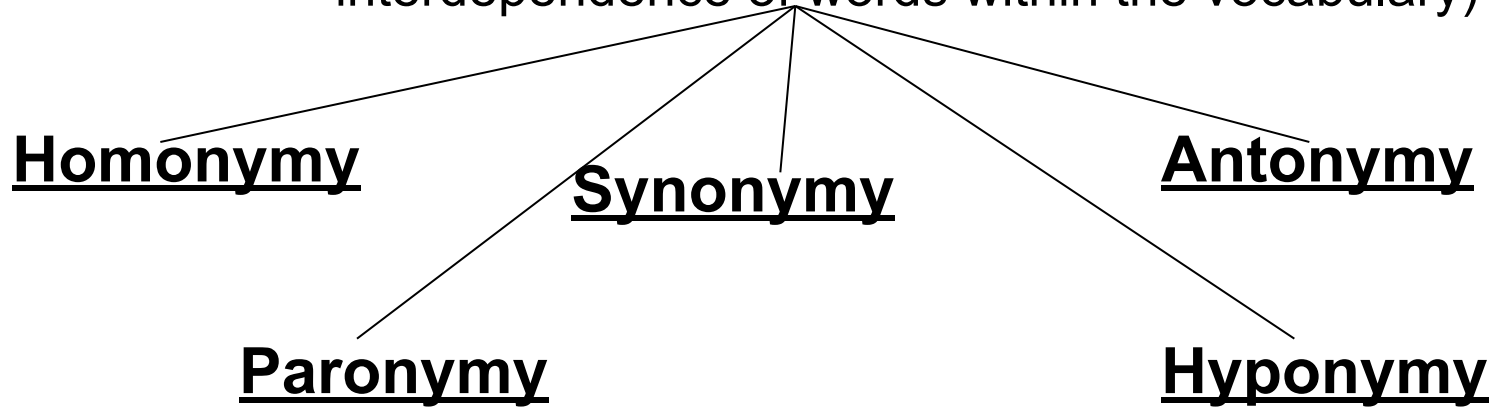 interdependence of words within the vocabulary)
Homonymy
Antonymy
Synonymy
Paronymy
Hyponymy